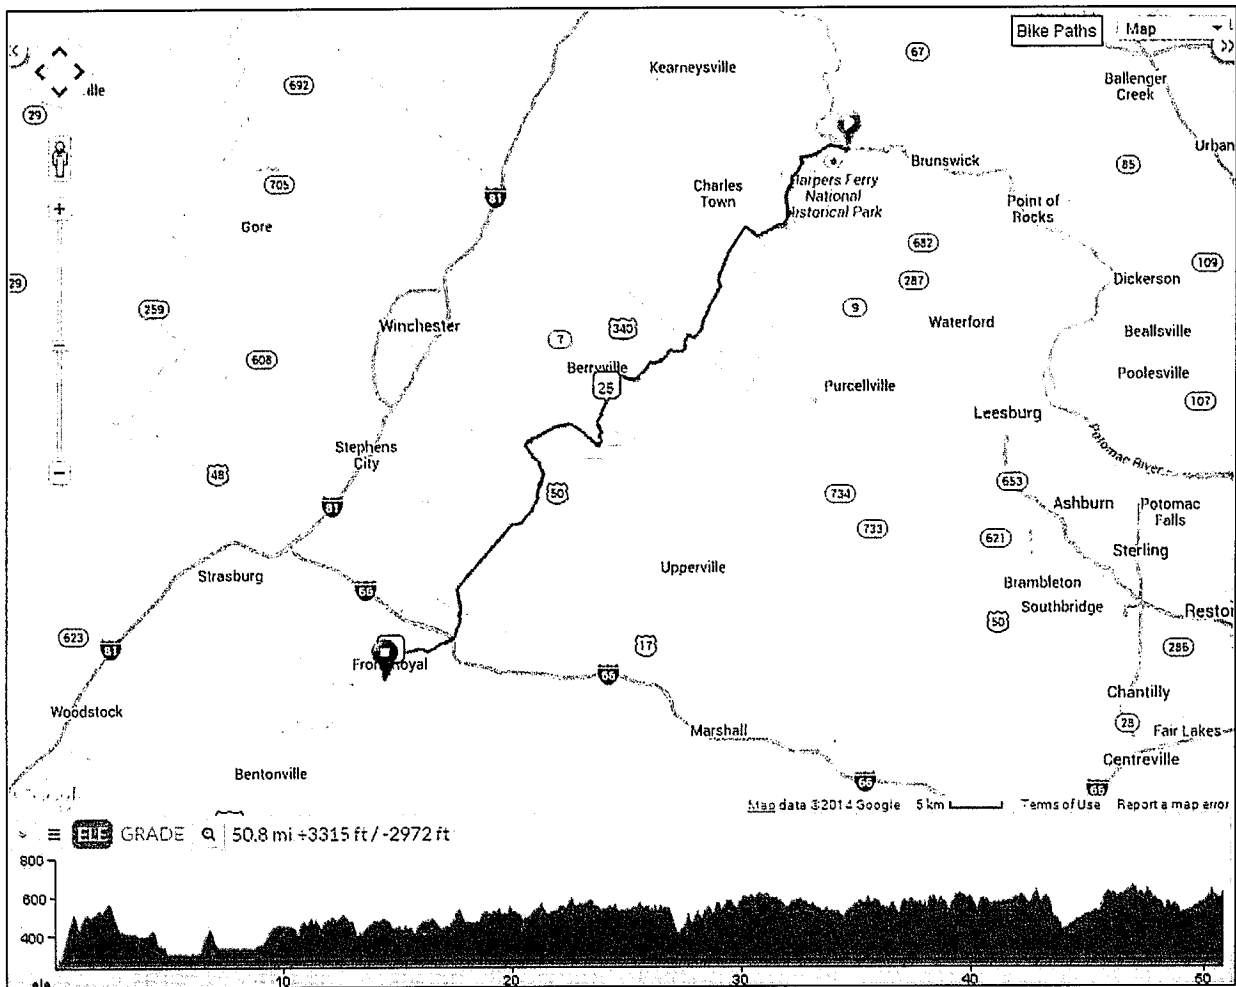 Bike Paths
Map
67
Kearneysville
692
Ballenger
Creek
29
Urban
Brunswick
85
705
81
Charles
Town
Harpers Ferry
National
Historical Park
Point of
Rocks
Gore
682
109
29
287
Dickerson
259
9
Winchester
340
Waterford
Beallsville
7
608
Berryville
Purcellville
Poolesville
25
107
Leesburg
Potomac River
Stephens
City
48
50
734
653
Ashburn
Potomac
Falls
81
733
621
Sterling
Strasburg
Upperville
66
Brambleton
Southbridge
50
623
81
17
286
Front Royal
66
Woodstock
Chantilly
28
Marshall
Fair Lakes
Centreville
Bentonville
66
66
Map data ©2014 Google
5 km
Terms of Use
Report a map error
ELE
GRADE
50.8 mi +3315 ft / -2972 ft
800
600
400
10
20
30
40
50